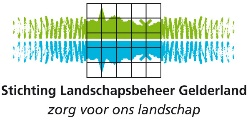 Stichting Landschapsbeheer Gelderland
zorg voor ons landschap